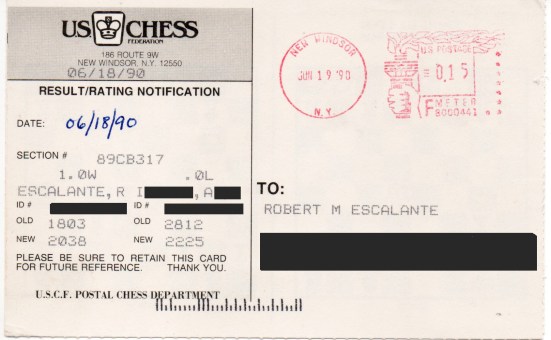 US CHESS
FEDERATION
186 ROUTE 9W
NEW WINDSOR, N.Y. 12550
06/18/90
RESULT/RATING NOTIFICATION
DATE: 06/18/90
SECTION # 89CB317
1.0W .0L
ESCALANTE,R I , A
ID # ID #
OLD 1803 OLD 2812
NEW 2038 NEW 2225
PLEASE BE SURE TO RETAIN THIS CARD
FOR FUTURE REFERENCE. THANK YOU.
U.S.C.F. POSTAL CHESS DEPARTMENT
NEW WINDSOR
JUN 19 '90
N.Y.
U.S. POSTAGE
0.15
F METER
8000441
TO:
ROBERT M ESCALANTE